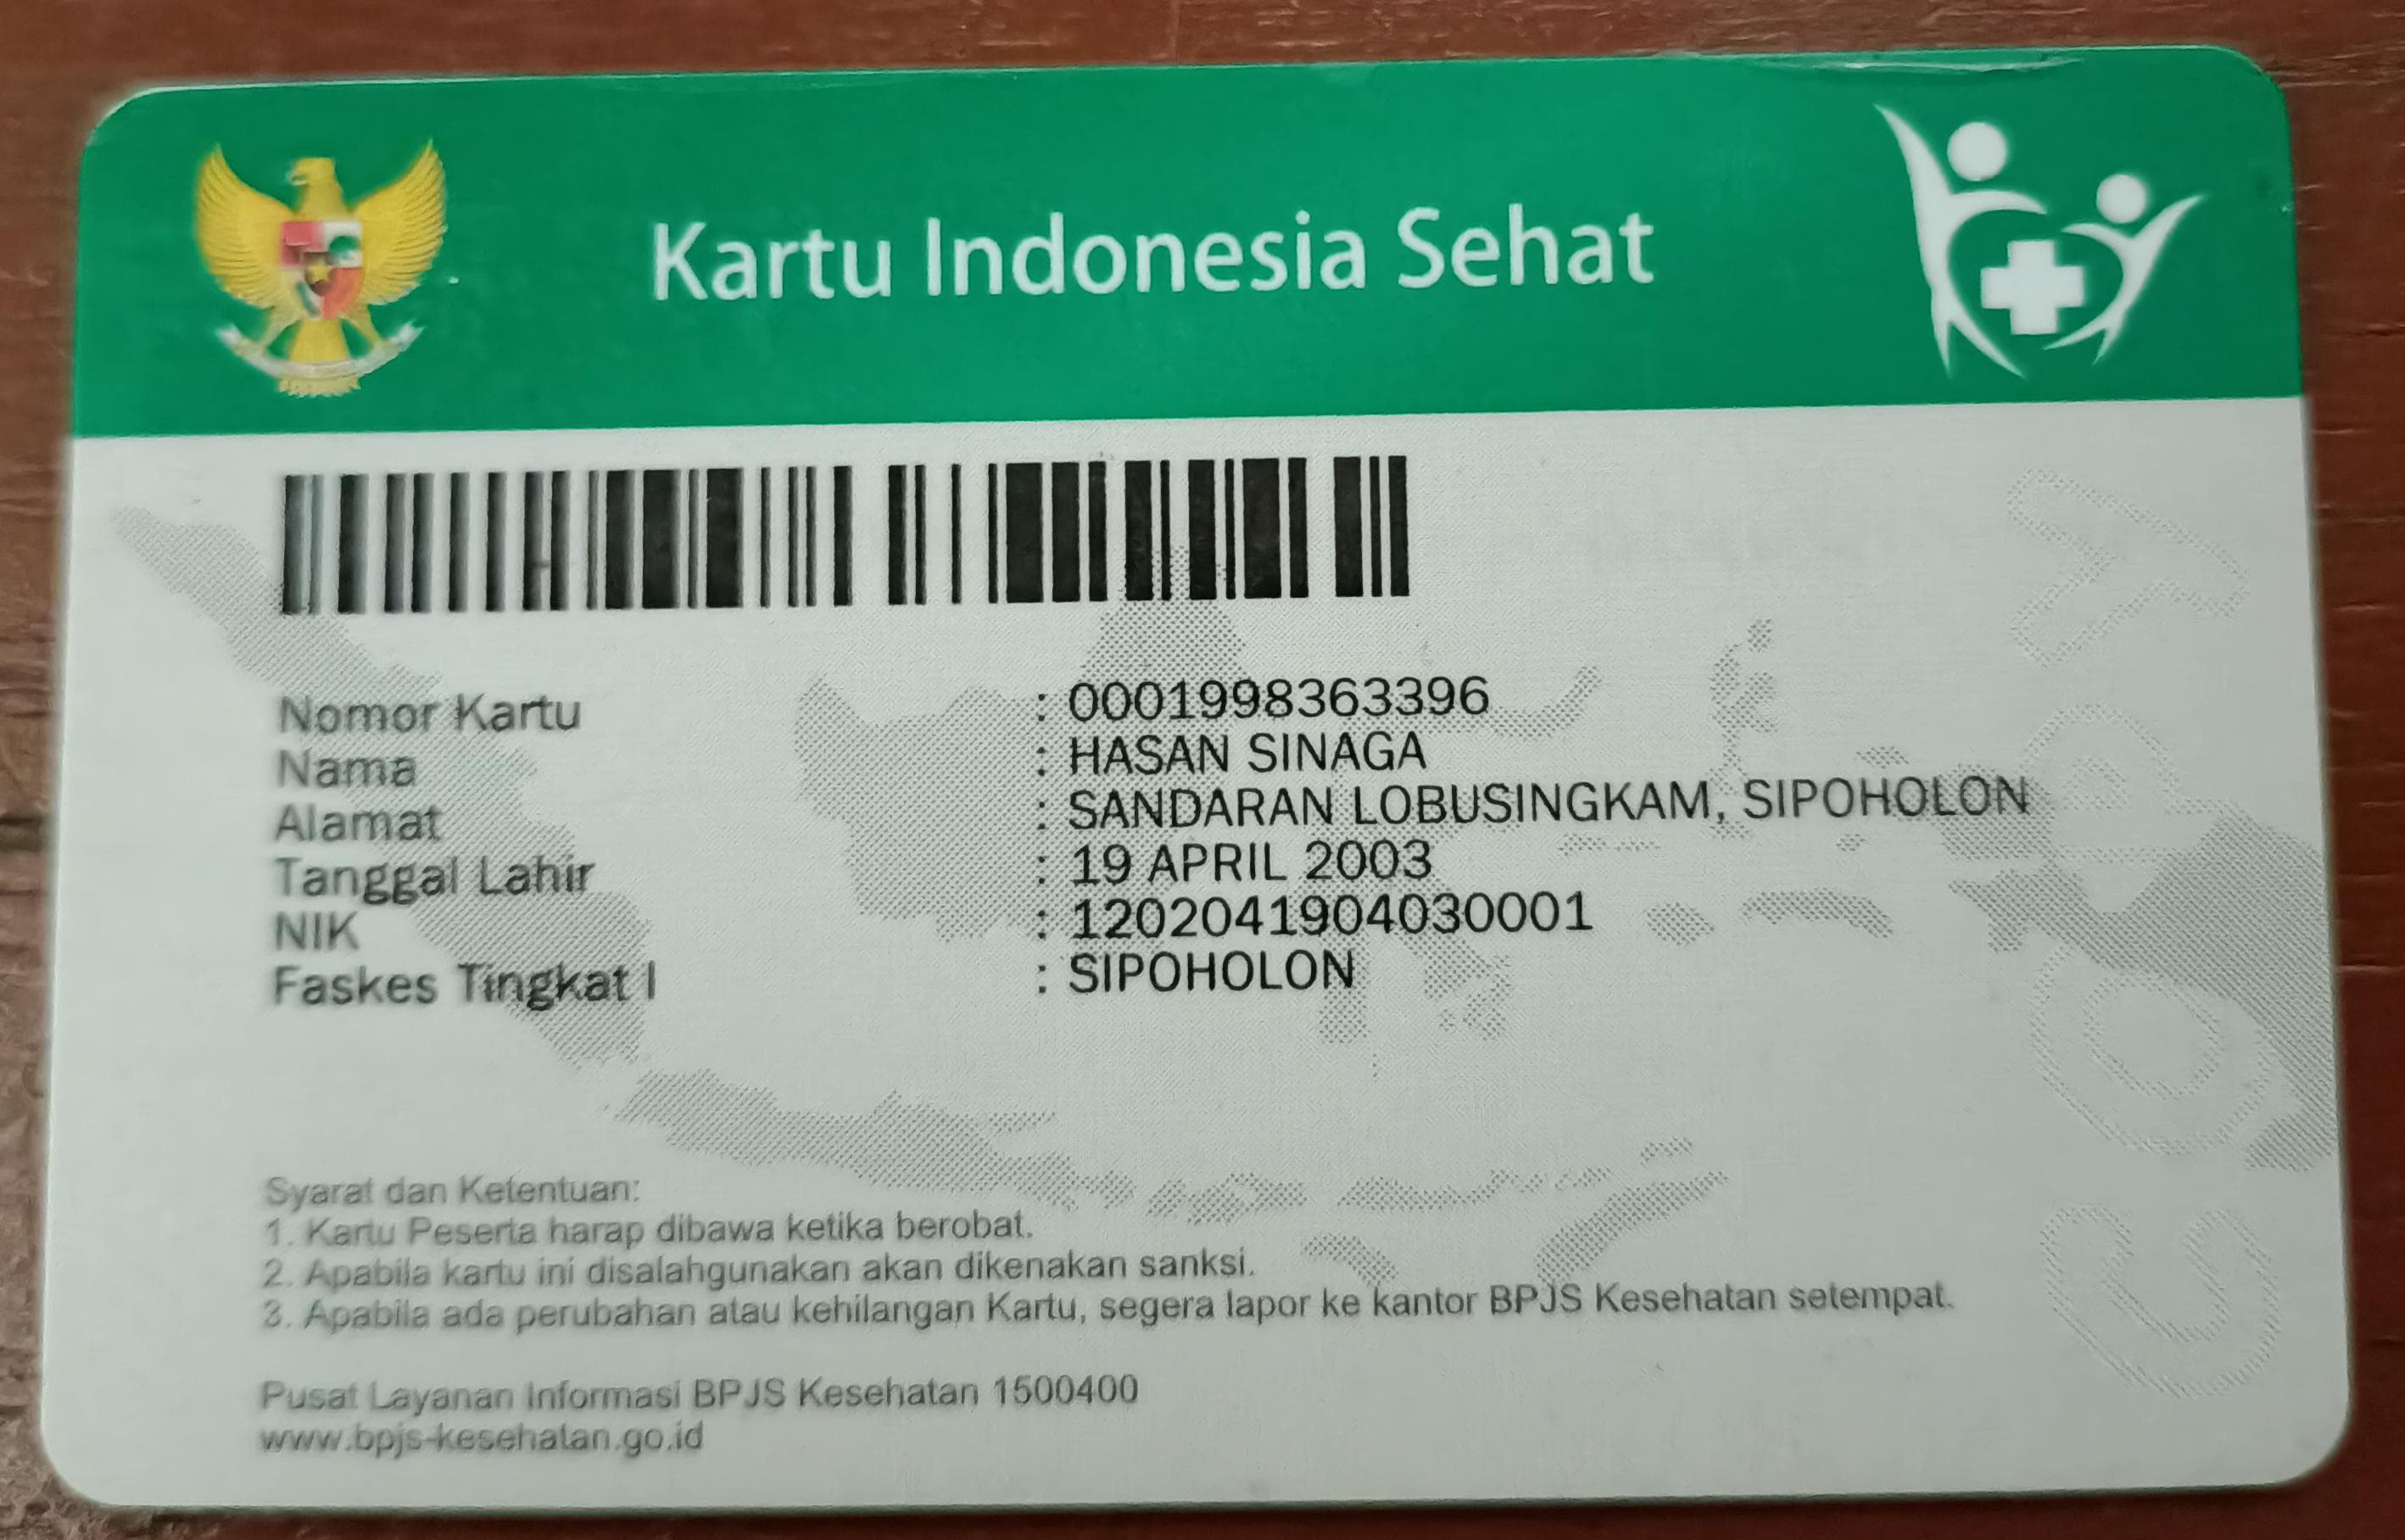 Kartu Indonesia Sehat
Nomor Kartu : 0001998363396
Nama : HASAN SINAGA
Alamat : SANDARAN LOBUSINGKAM, SIPOHOLON
Tanggal Lahir : 19 APRIL 2003
NIK : 1202041904030001
Faskes Tingkat I : SIPOHOLON
Syarat dan Ketentuan:
1. Kartu Peserta harap dibawa ketika berobat.
2. Apabila kartu ini disalahgunakan akan dikenakan sanksi.
3. Apabila ada perubahan atau kehilangan Kartu, segera lapor ke kantor BPJS Kesehatan setempat.
Pusat Layanan Informasi BPJS Kesehatan 1500400
www.bpjs-kesehatan.go.id